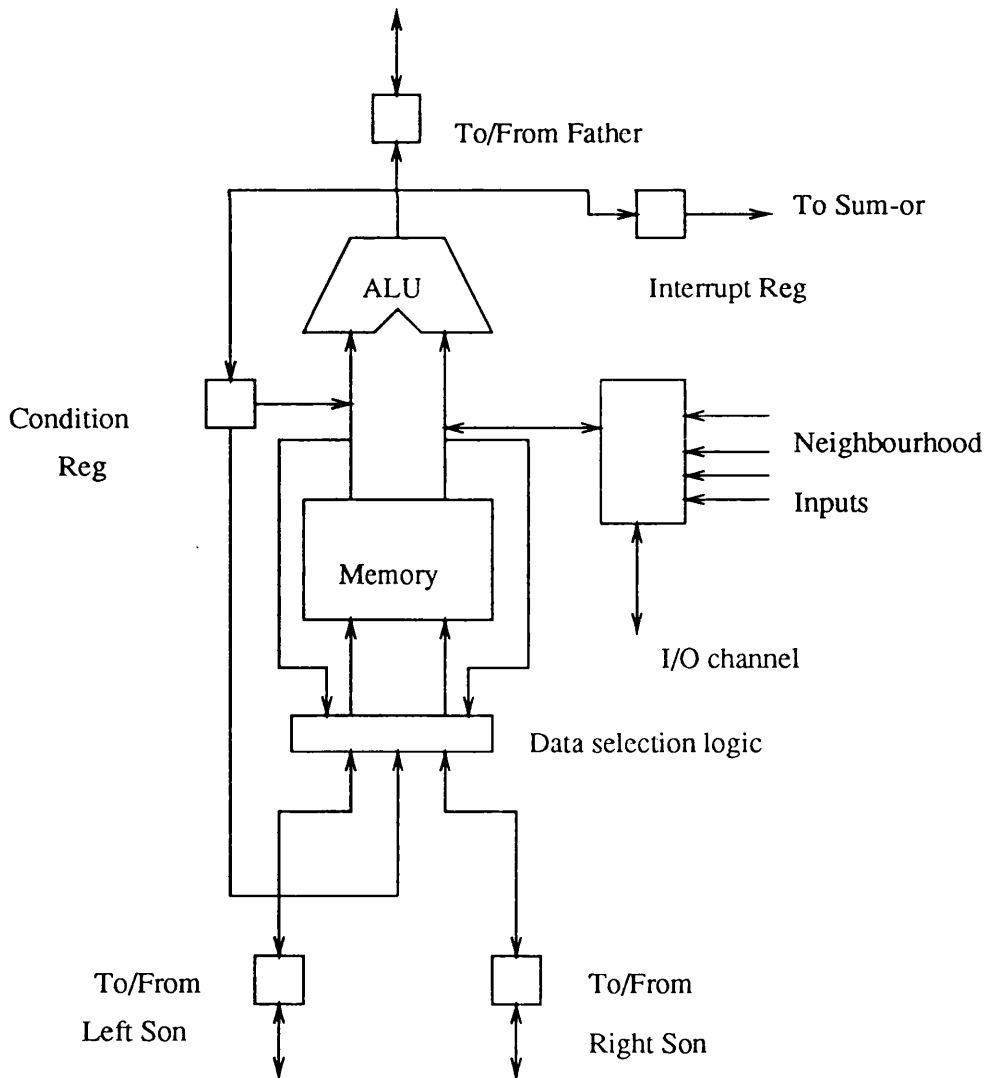 To/From Father
To Sum-or
Interrupt Reg
ALU
Condition
Reg
Neighbourhood
Inputs
Memory
I/O channel
Data selection logic
To/From
Left Son
To/From
Right Son